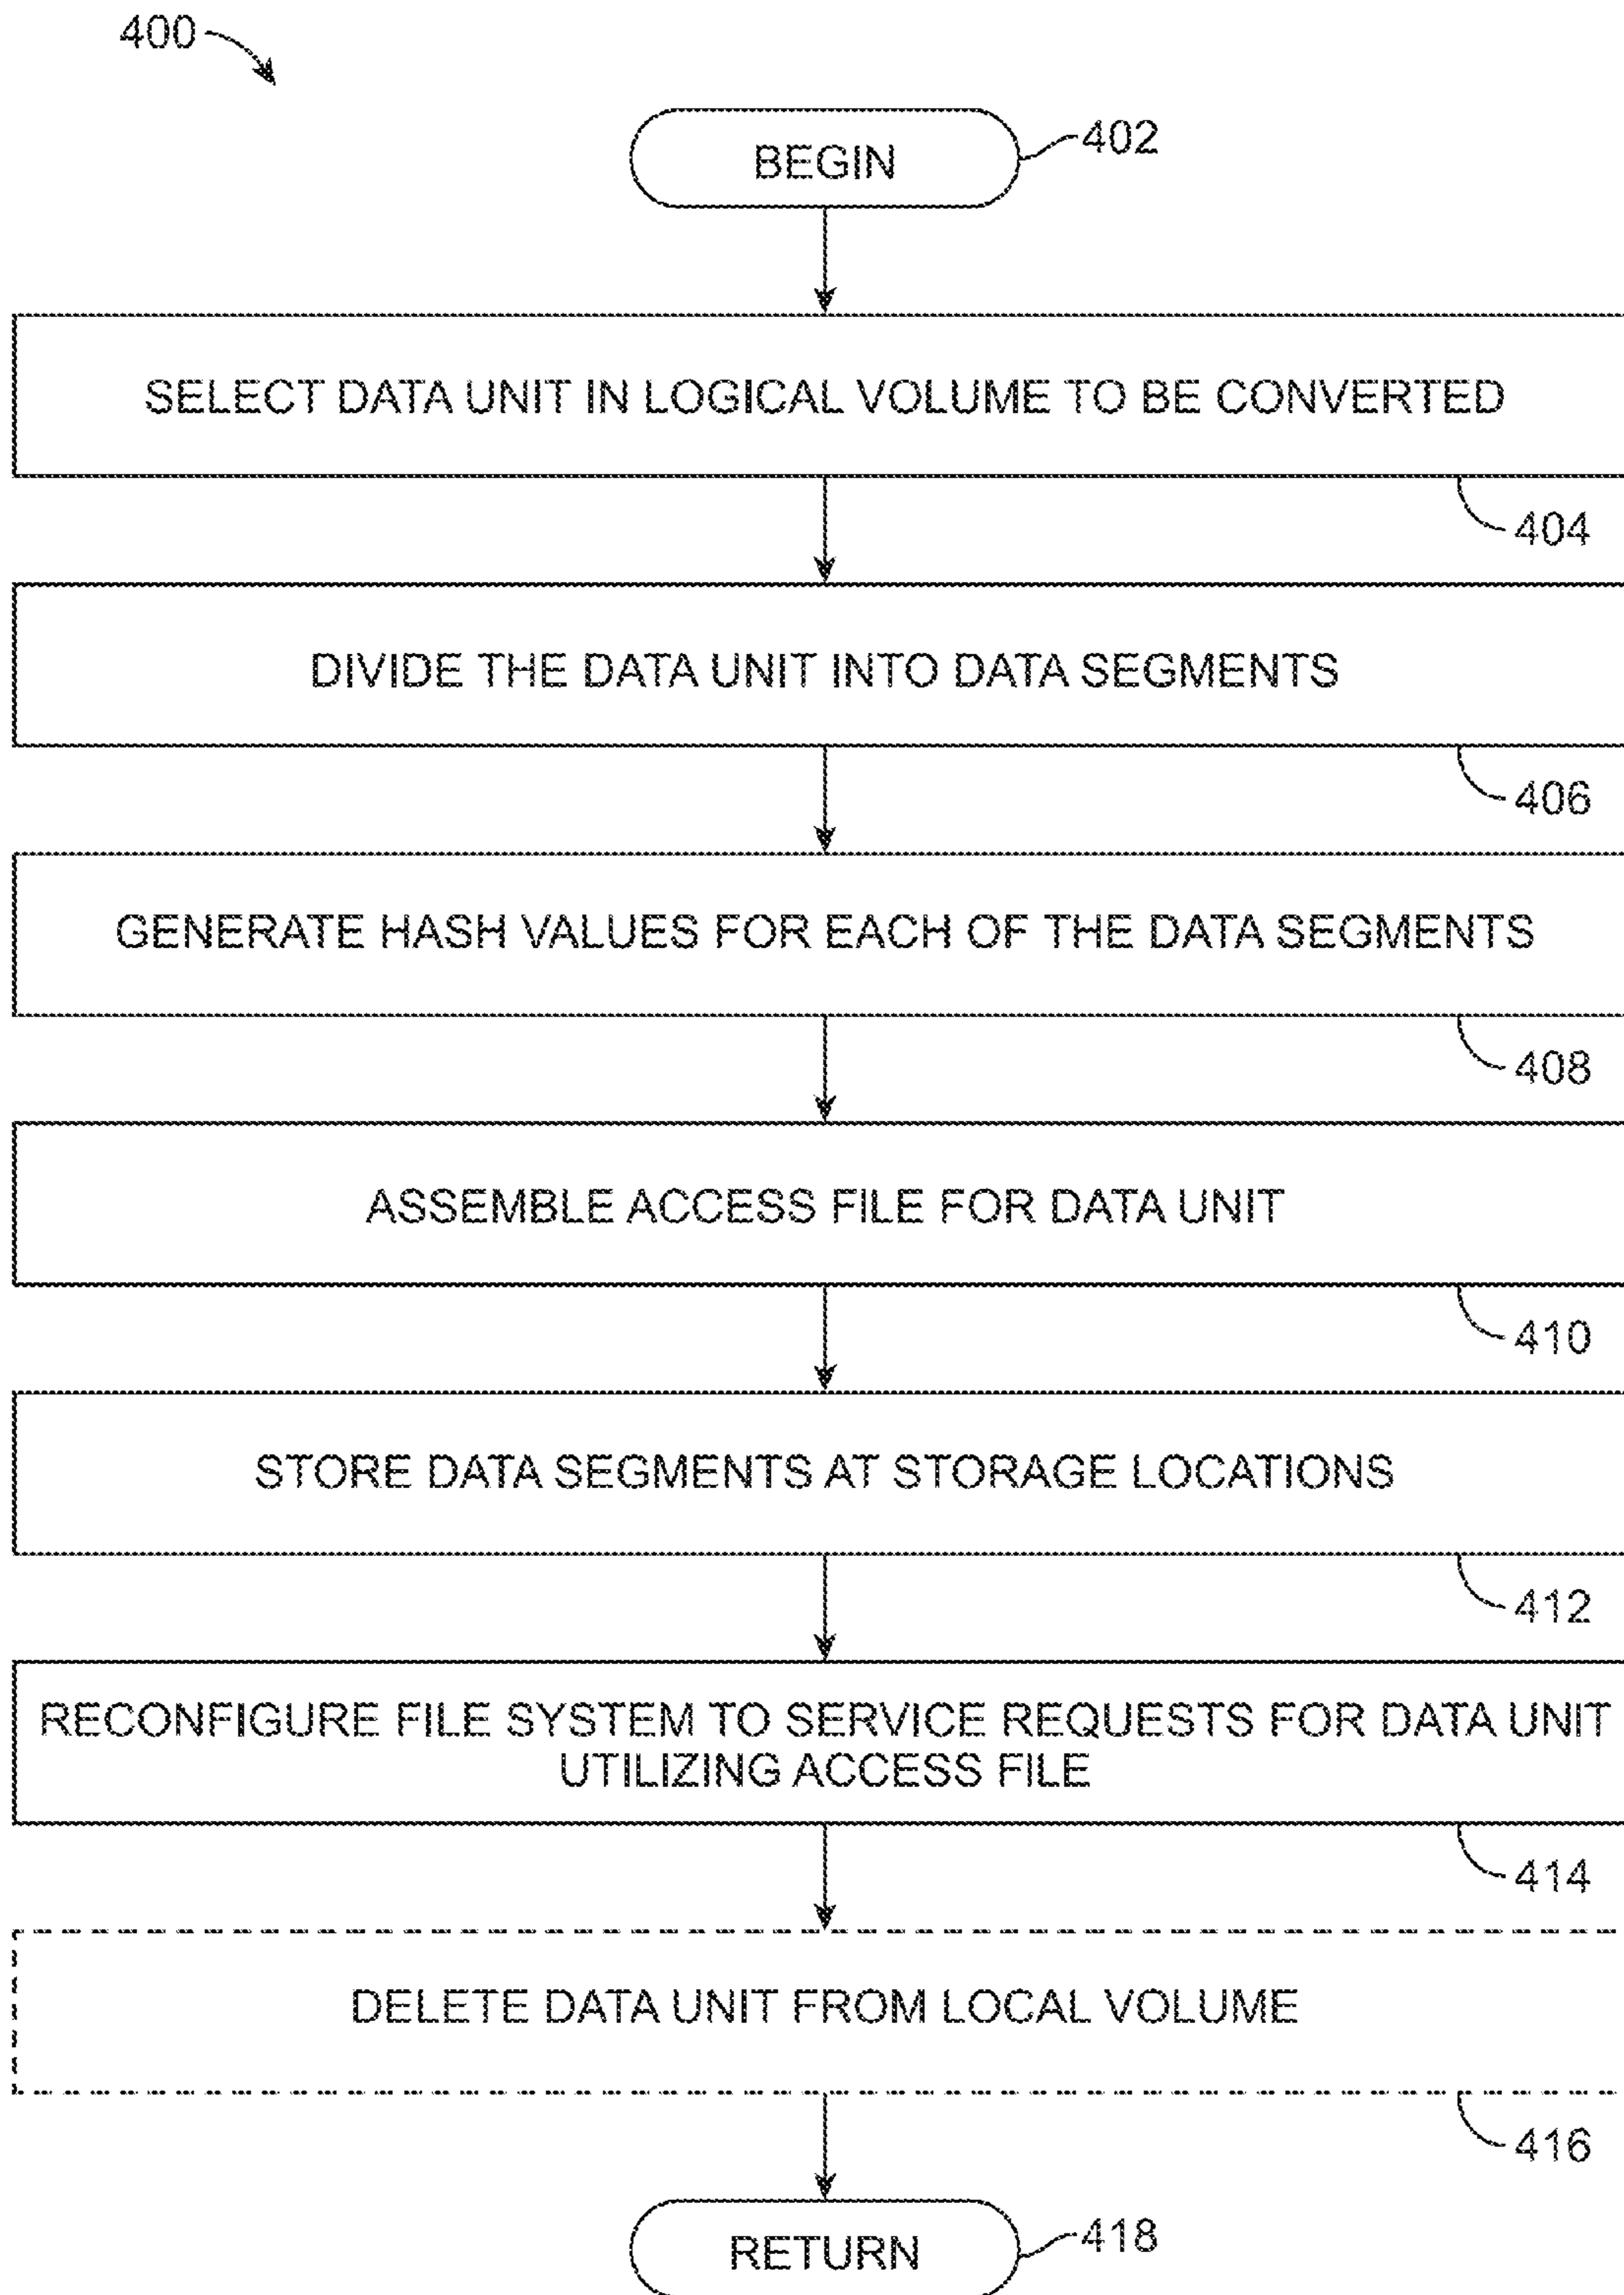 400
BEGIN
402
SELECT DATA UNIT IN LOGICAL VOLUME TO BE CONVERTED
404
DIVIDE THE DATA UNIT INTO DATA SEGMENTS
406
GENERATE HASH VALUES FOR EACH OF THE DATA SEGMENTS
408
ASSEMBLE ACCESS FILE FOR DATA UNIT
410
STORE DATA SEGMENTS AT STORAGE LOCATIONS
412
RECONFIGURE FILE SYSTEM TO SERVICE REQUESTS FOR DATA UNIT
UTILIZING ACCESS FILE
414
DELETE DATA UNIT FROM LOCAL VOLUME
416
RETURN
418